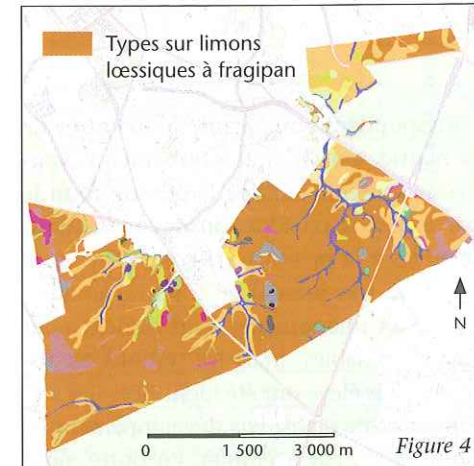 Types sur limons
lœssiques à fragipan
N
0 1 500 3 000 m
Figure 4